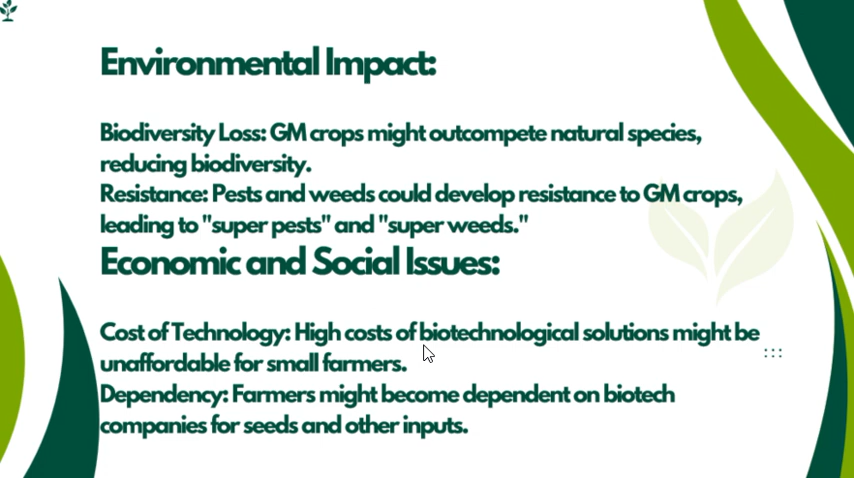 Environmental Impact:
Biodiversity Loss: GM crops might outcompete natural species,
reducing biodiversity.
Resistance: Pests and weeds could develop resistance to GM crops,
leading to "super pests" and "super weeds."
Economic and Social Issues:
Cost of Technology: High costs of biotechnological solutions might be
unaffordable for small farmers.
Dependency: Farmers might become dependent on biotech
companies for seeds and other inputs.